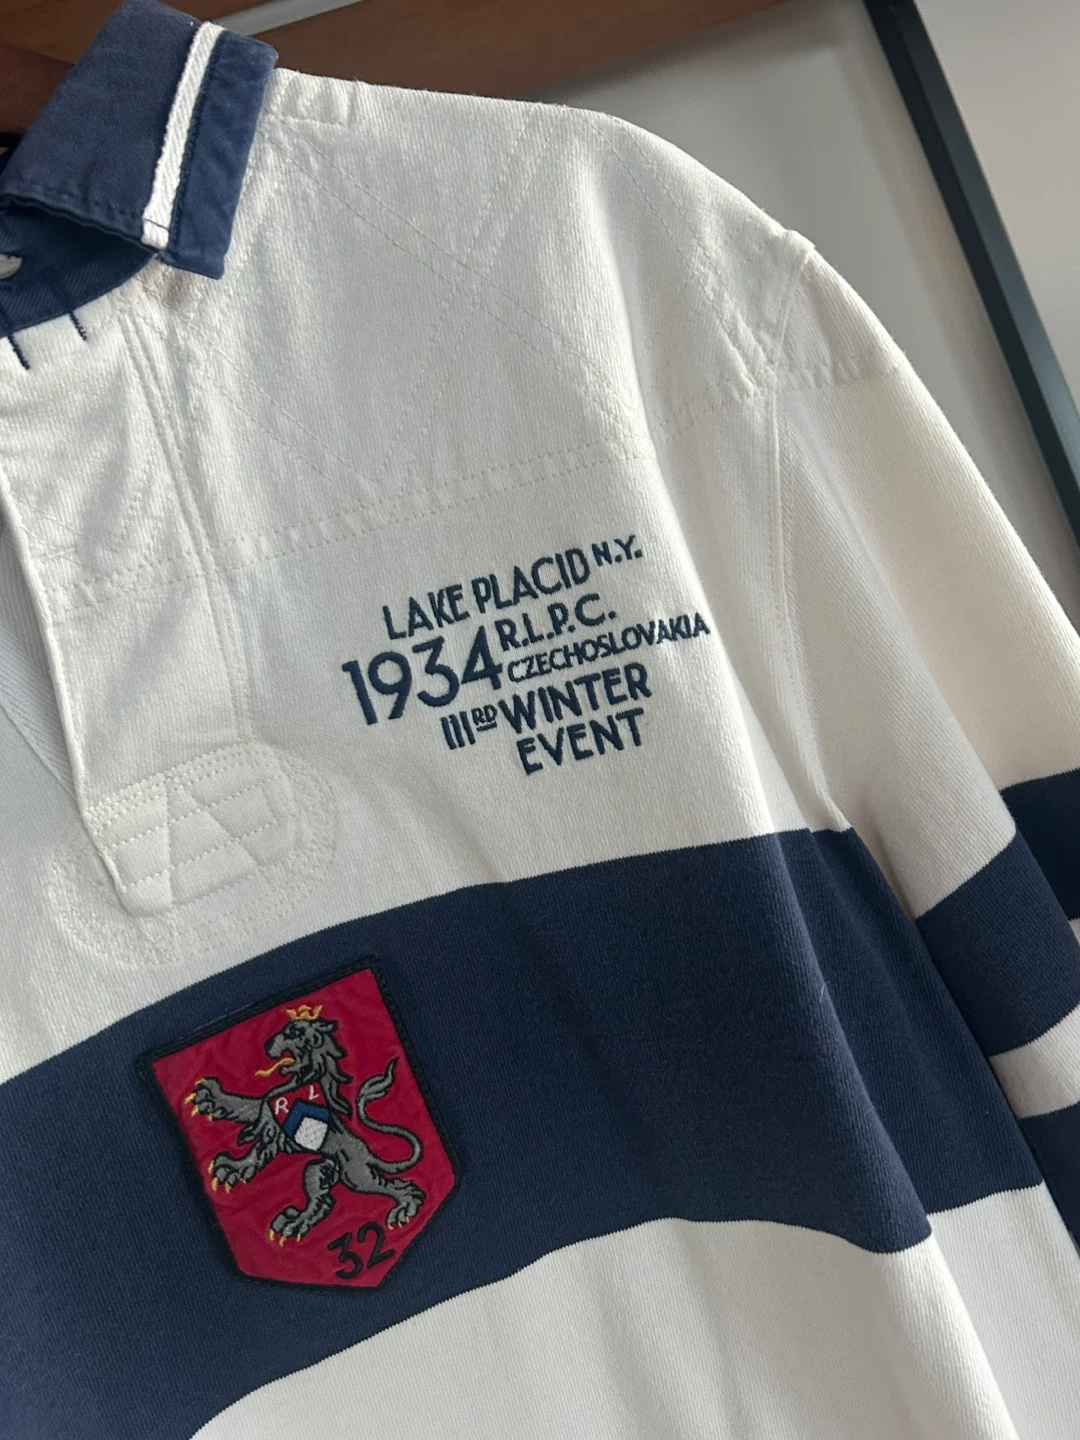 LAKE PLACID N.Y.
1934 R.L.P.C.
CZECHOSLOVAKIA
IIIRD WINTER
EVENT
R L
32